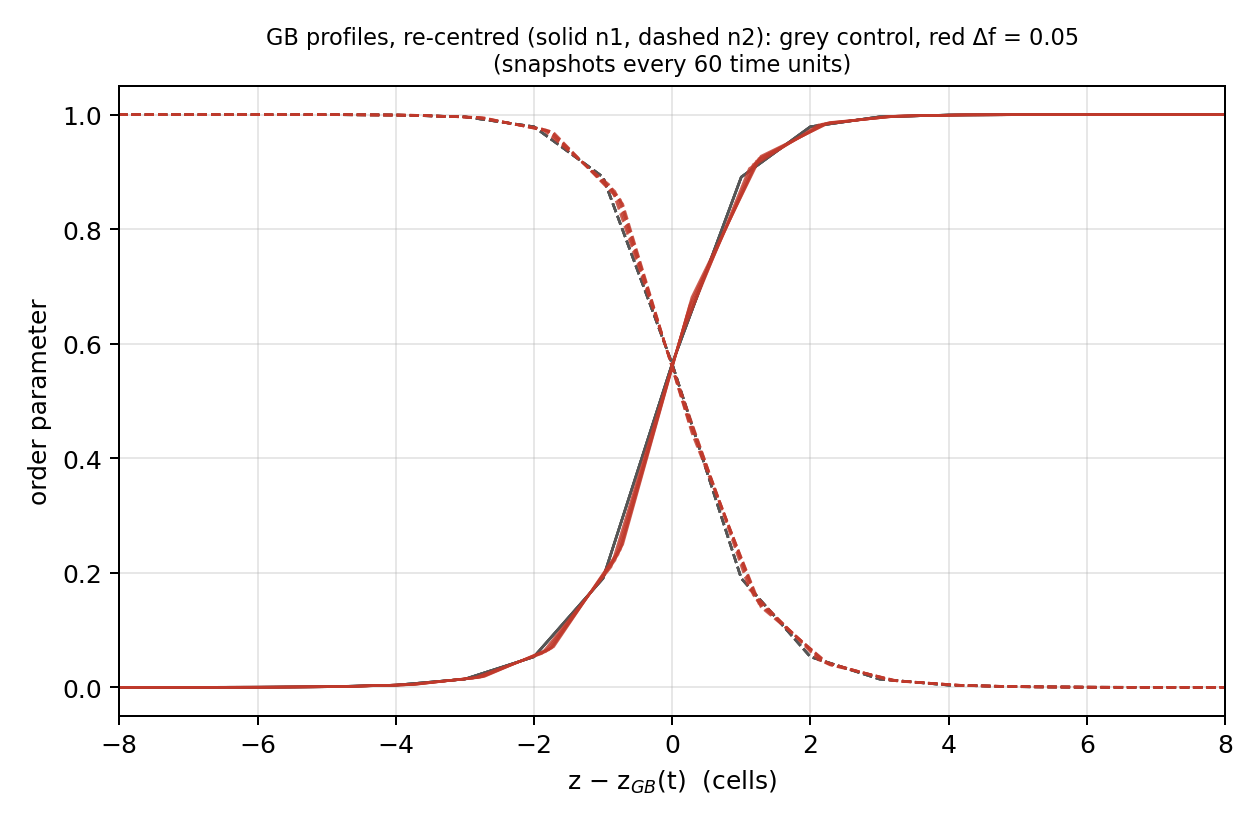 GB profiles, re-centred (solid n1, dashed n2): grey control, red Δf = 0.05
(snapshots every 60 time units)
order parameter
1.0
0.8
0.6
0.4
0.2
0.0
−8 −6 −4 −2 0 2 4 6 8
z − zGB(t) (cells)